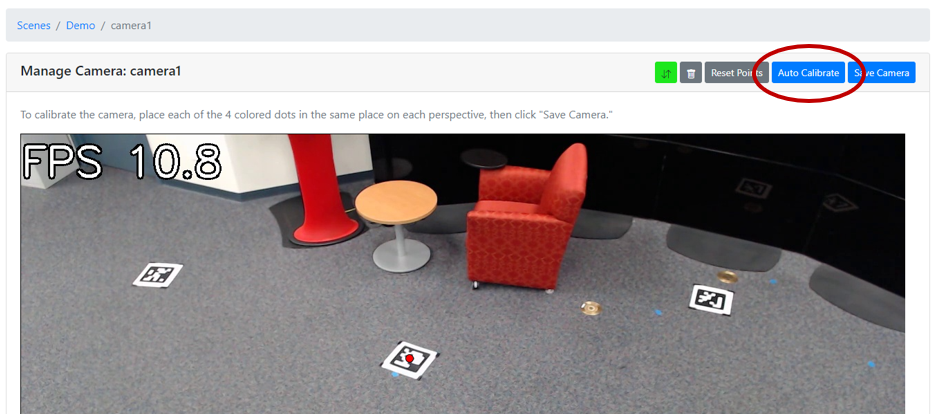 Scenes / Demo / camera1
Manage Camera: camera1
Reset Points
Auto Calibrate
Save Camera
To calibrate the camera, place each of the 4 colored dots in the same place on each perspective, then click "Save Camera."
FPS 10.8